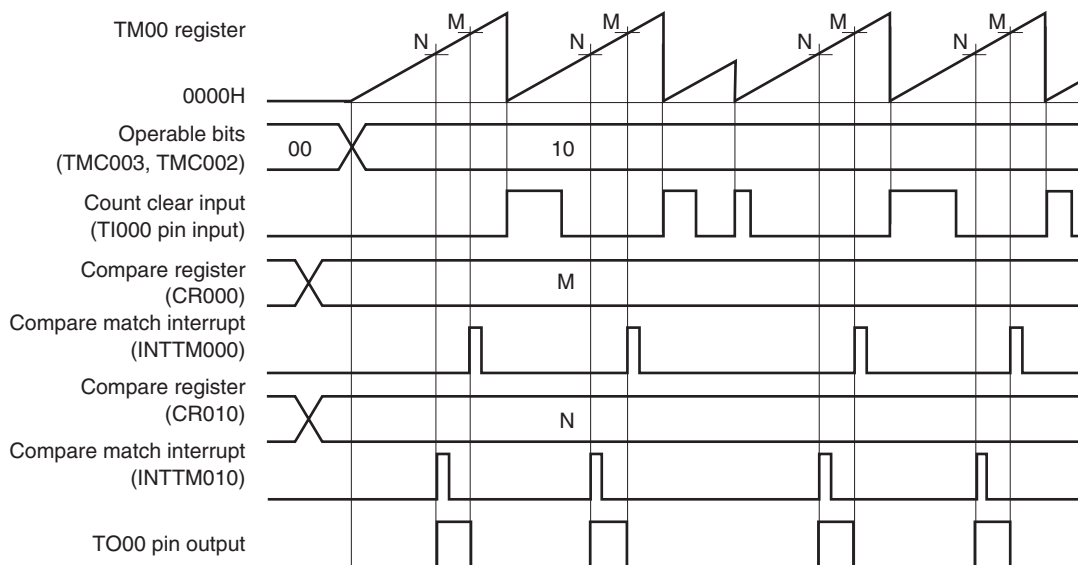 TM00 register
N M N M N M N M
0000H
Operable bits
(TMC003, TMC002)
00 10
Count clear input
(TI000 pin input)
Compare register
(CR000)
M
Compare match interrupt
(INTTM000)
Compare register
(CR010)
N
Compare match interrupt
(INTTM010)
TO00 pin output